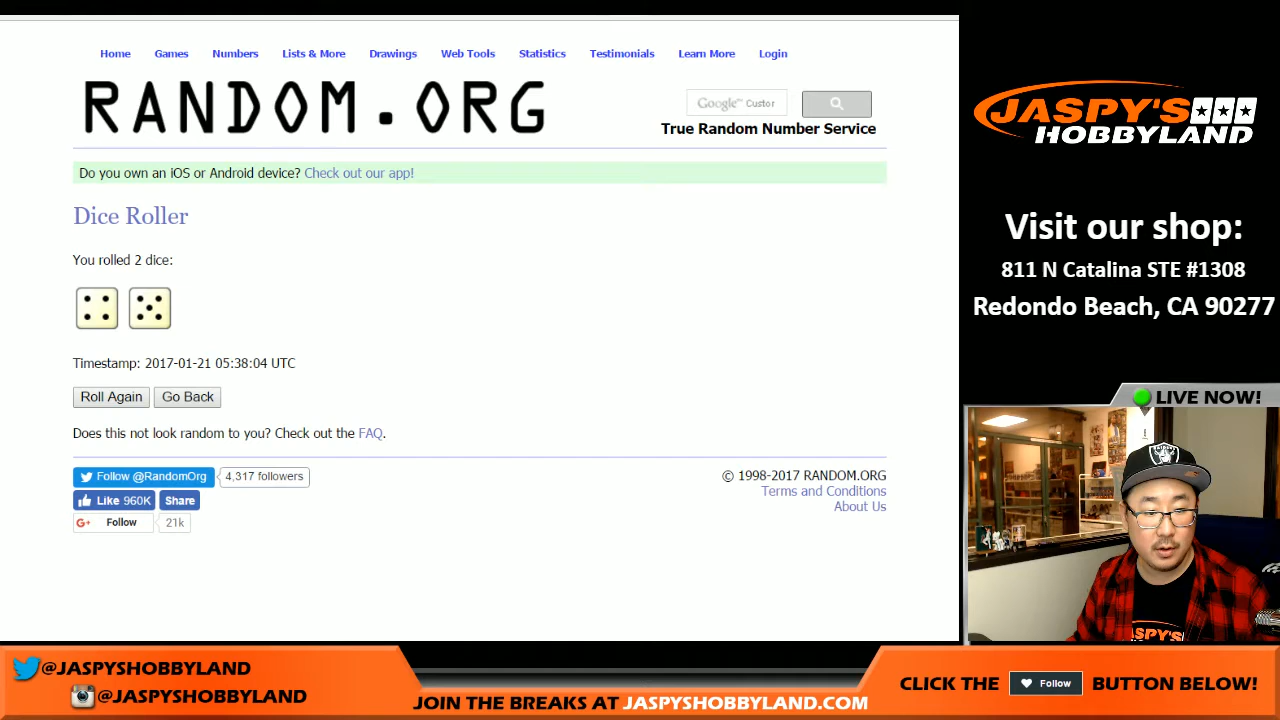 Home Games Numbers Lists & More Drawings Web Tools Statistics Testimonials Learn More Login
RANDOM.ORG
Google™ Custor
True Random Number Service
Do you own an iOS or Android device? Check out our app!
Dice Roller
You rolled 2 dice:
Timestamp: 2017-01-21 05:38:04 UTC
Roll Again Go Back
Does this not look random to you? Check out the FAQ.
Follow @RandomOrg 4,317 followers
Like 960K Share
G+ Follow 21k
© 1998-2017 RANDOM.ORG
Terms and Conditions
About Us
JASPY'S
HOBBYLAND
Visit our shop:
811 N Catalina STE #1308
Redondo Beach, CA 90277
LIVE NOW!
RAIDERS
JASPY'S
@JASPYSHOBBYLAND
@JASPYSHOBBYLAND
JOIN THE BREAKS AT JASPYSHOBBYLAND.COM
CLICK THE Follow BUTTON BELOW!